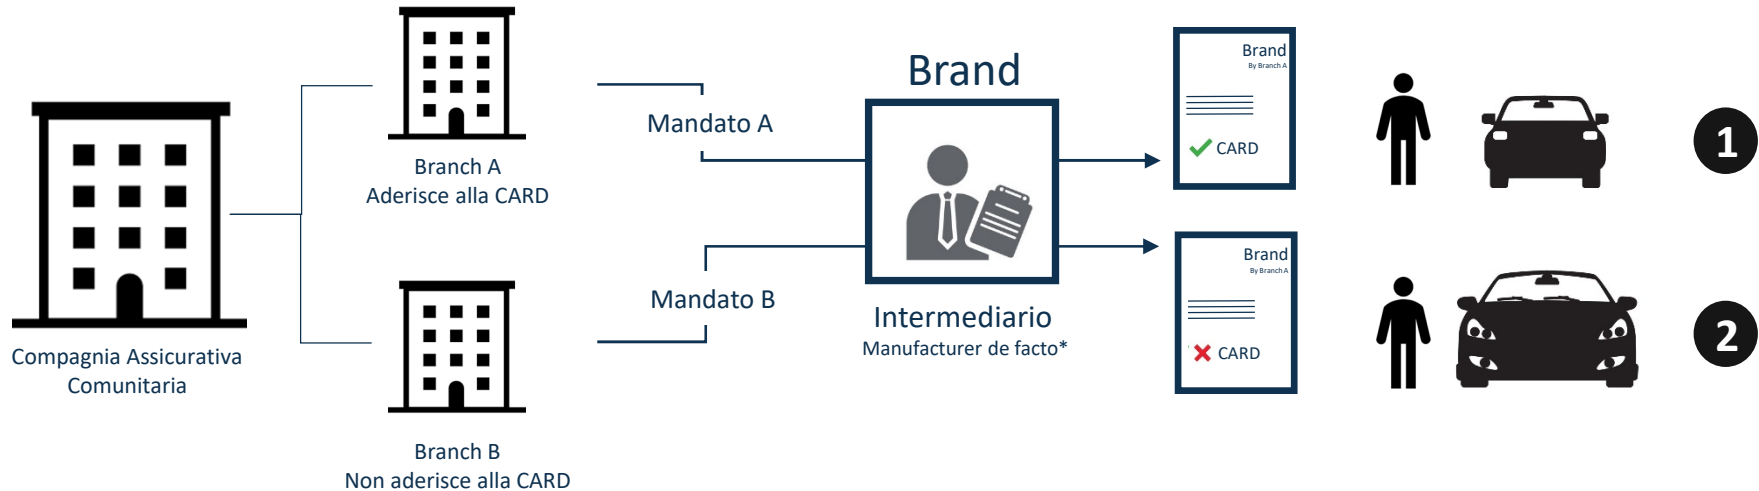 Compagnia Assicurativa
Comunitaria
Branch A
Aderisce alla CARD
Branch B
Non aderisce alla CARD
Mandato A
Mandato B
Brand
Intermediario
Manufacturer de facto*
Brand
By Branch A
CARD
Brand
By Branch A
CARD
1
2